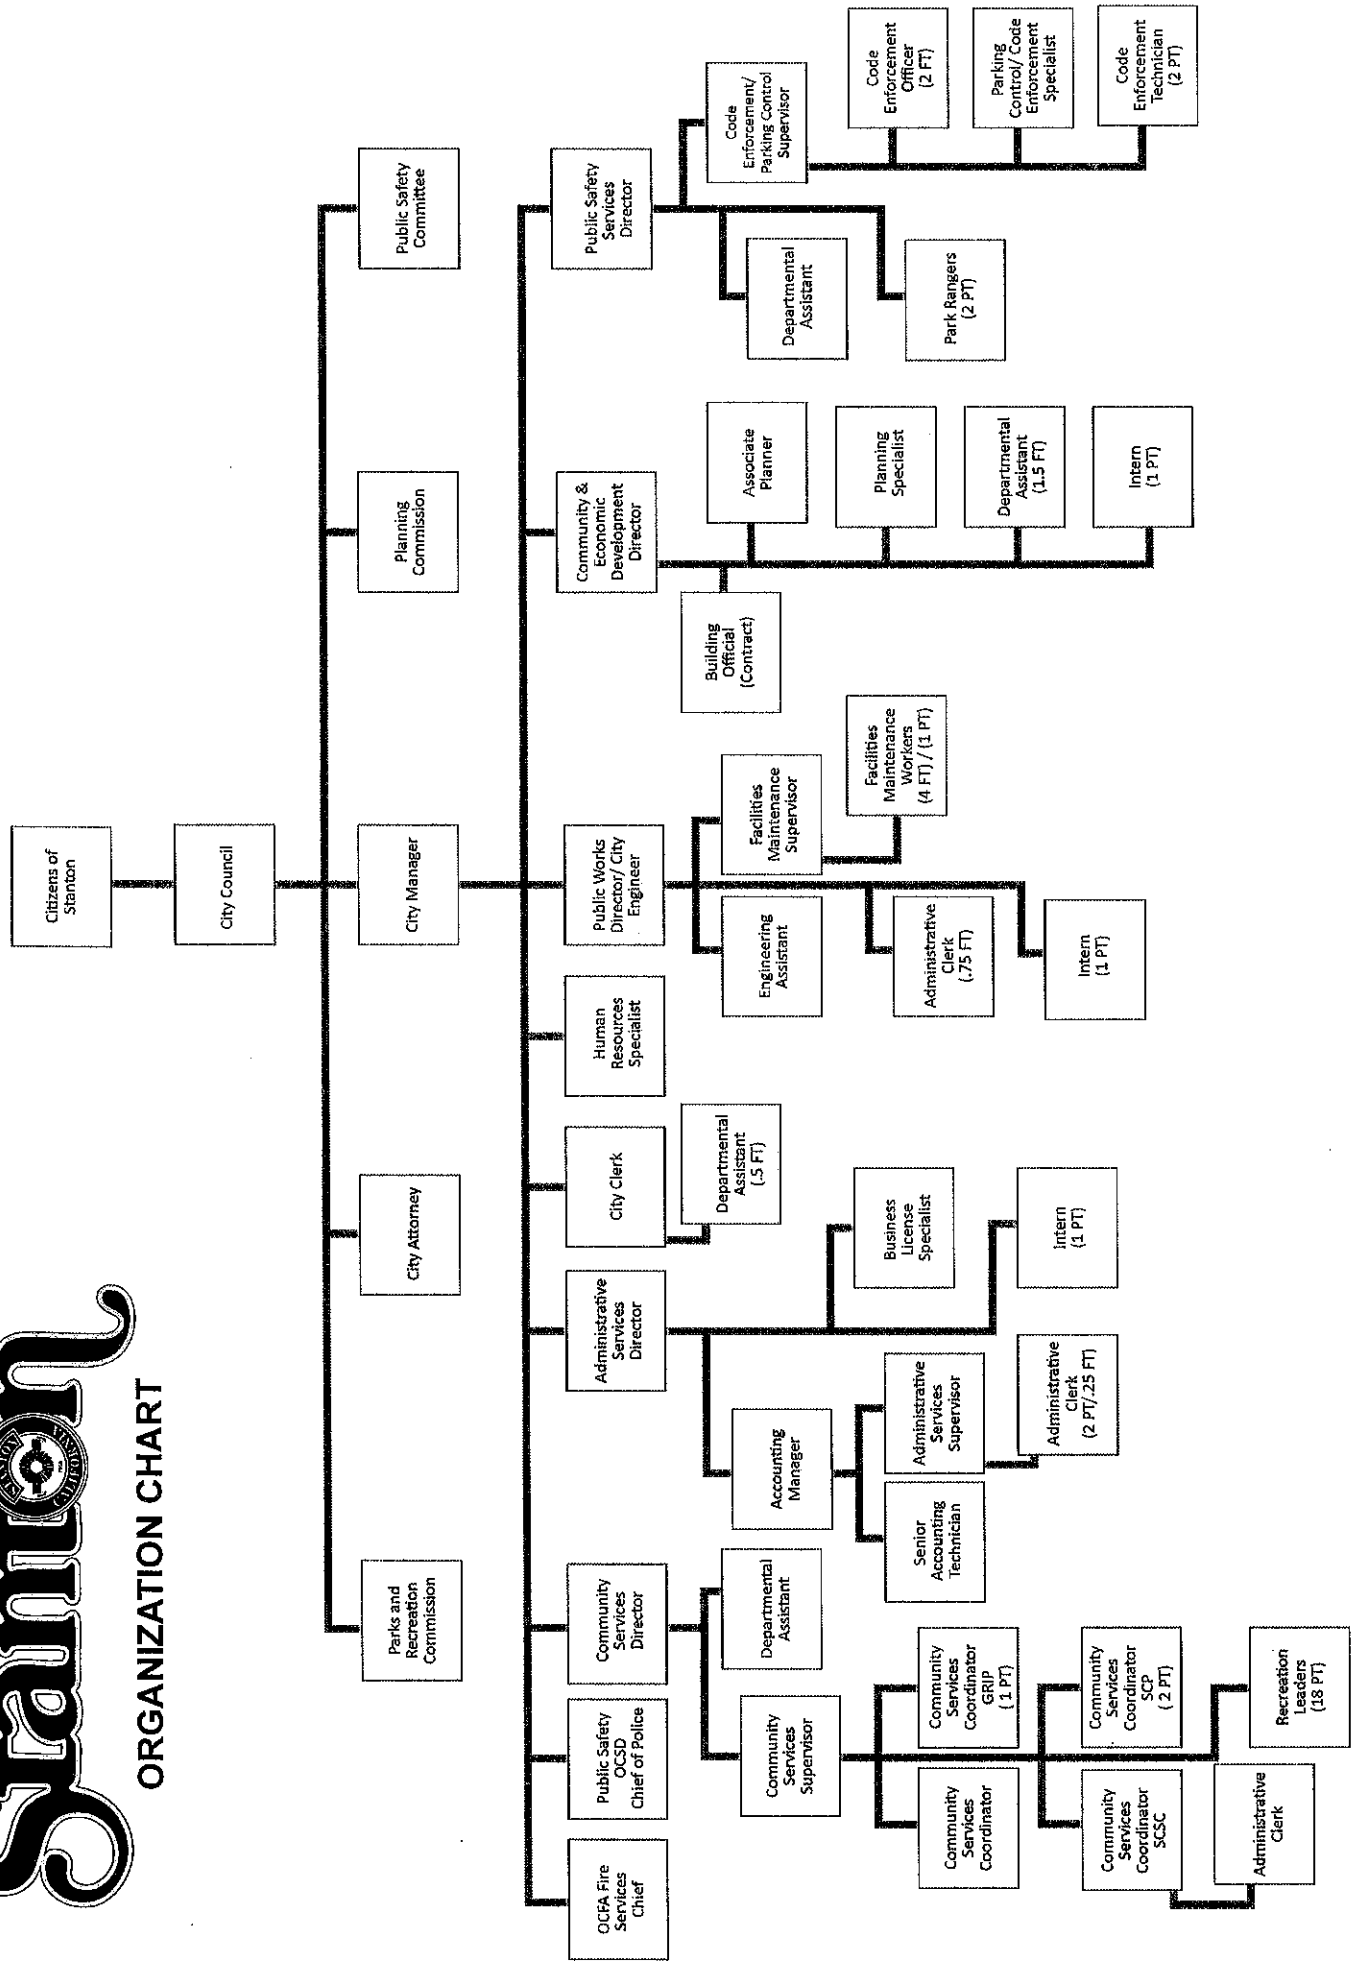 Stanton
ORGANIZATION CHART
Citizens of
Stanton
City Council
Parks and
Recreation
Commission
City Attorney
City Manager
Planning
Commission
Public Safety
Committee
OCFA Fire
Services
Chief
Public Safety
OCSD
Chief of Police
Community
Services
Director
Administrative
Services
Director
City Clerk
Human
Resources
Specialist
Public Works
Director/ City
Engineer
Community &
Economic
Development
Director
Public Safety
Services
Director
Community
Services
Supervisor
Departmental
Assistant
Community
Services
Coordinator
Community
Services
Coordinator
GRIP
( 1 PT)
Community
Services
Coordinator
SCSC
Community
Services
Coordinator
SCP
( 2 PT)
Administrative
Clerk
Recreation
Leaders
(18 PT)
Accounting
Manager
Senior
Accounting
Technician
Administrative
Services
Supervisor
Administrative
Clerk
(2 PT/.25 FT)
Business
License
Specialist
Intern
(1 PT)
Departmental
Assistant
(.5 FT)
Engineering
Assistant
Facilities
Maintenance
Supervisor
Facilities
Maintenance
Workers
(4 FT) / (1 PT)
Administrative
Clerk
(.75 FT)
Intern
(1 PT)
Building
Official
(Contract)
Associate
Planner
Planning
Specialist
Departmental
Assistant
(1.5 FT)
Intern
(1 PT)
Departmental
Assistant
Park Rangers
(2 PT)
Code
Enforcement/
Parking Control
Supervisor
Code
Enforcement
Officer
(2 FT)
Parking
Control/ Code
Enforcement
Specialist
Code
Enforcement
Technician
(2 PT)